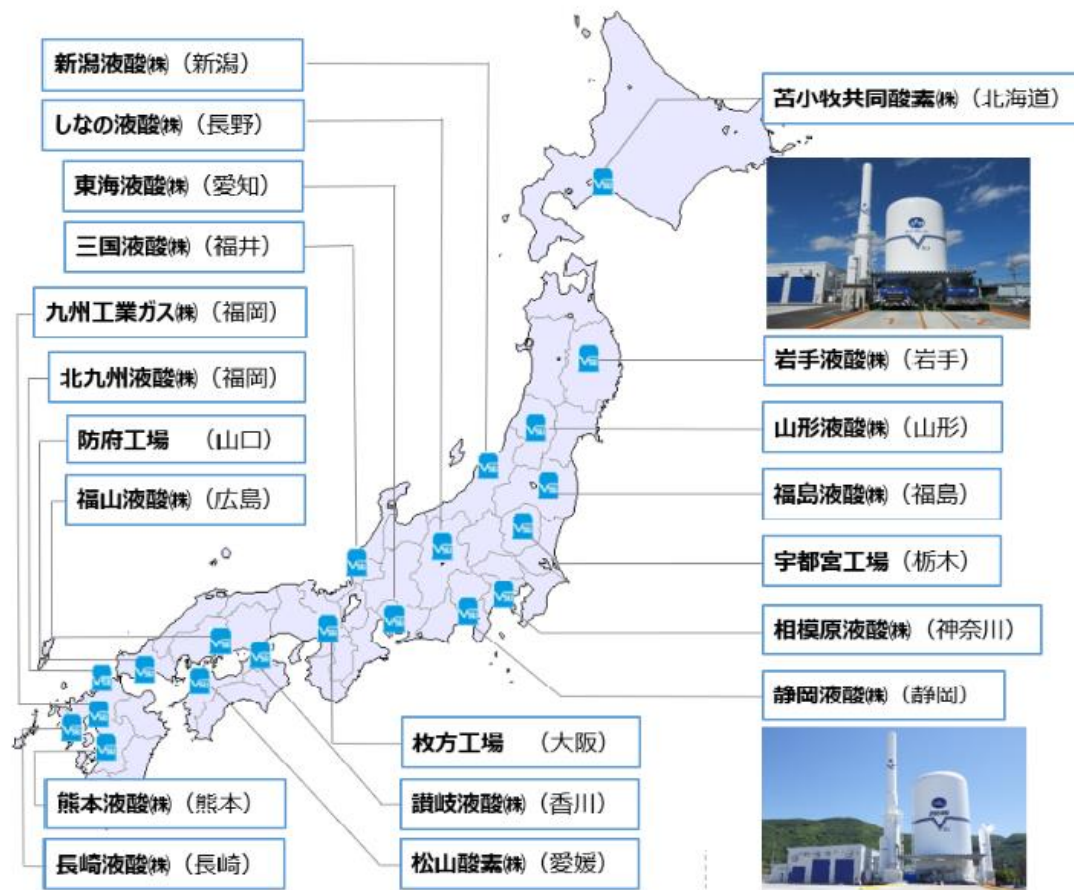 新潟液酸㈱（新潟）
しなの液酸㈱（長野）
東海液酸㈱（愛知）
三国液酸㈱（福井）
九州工業ガス㈱（福岡）
北九州液酸㈱（福岡）
防府工場　（山口）
福山液酸㈱（広島）
熊本液酸㈱（熊本）
長崎液酸㈱（長崎）
枚方工場　（大阪）
讃岐液酸㈱（香川）
松山酸素㈱（愛媛）
苫小牧共同酸素㈱（北海道）
岩手液酸㈱（岩手）
山形液酸㈱（山形）
福島液酸㈱（福島）
宇都宮工場（栃木）
相模原液酸㈱（神奈川）
静岡液酸㈱（静岡）